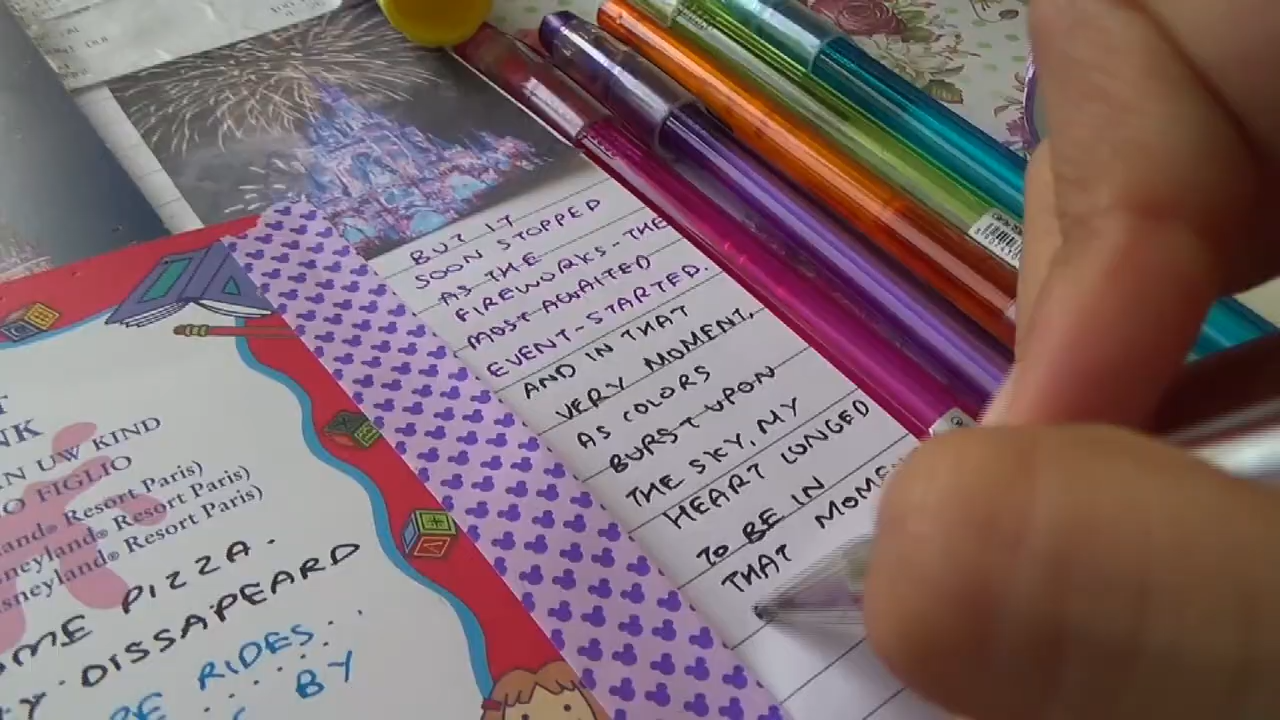 BUT IT
SOON STOPPED
AS THE
FIREWORKS - THE
MOST AWAITED
EVENT - STARTED.
AND IN THAT
VERY MOMENT,
AS COLORS
BURST UPON
THE SKY, MY
HEART LONGED
TO BE IN
THAT
EN UW KIND
FIGLIO
Resort Paris)
Resort Paris)
Disneyland® Resort Paris)
PIZZA.
DISSAPEARD
RIDES...
BY